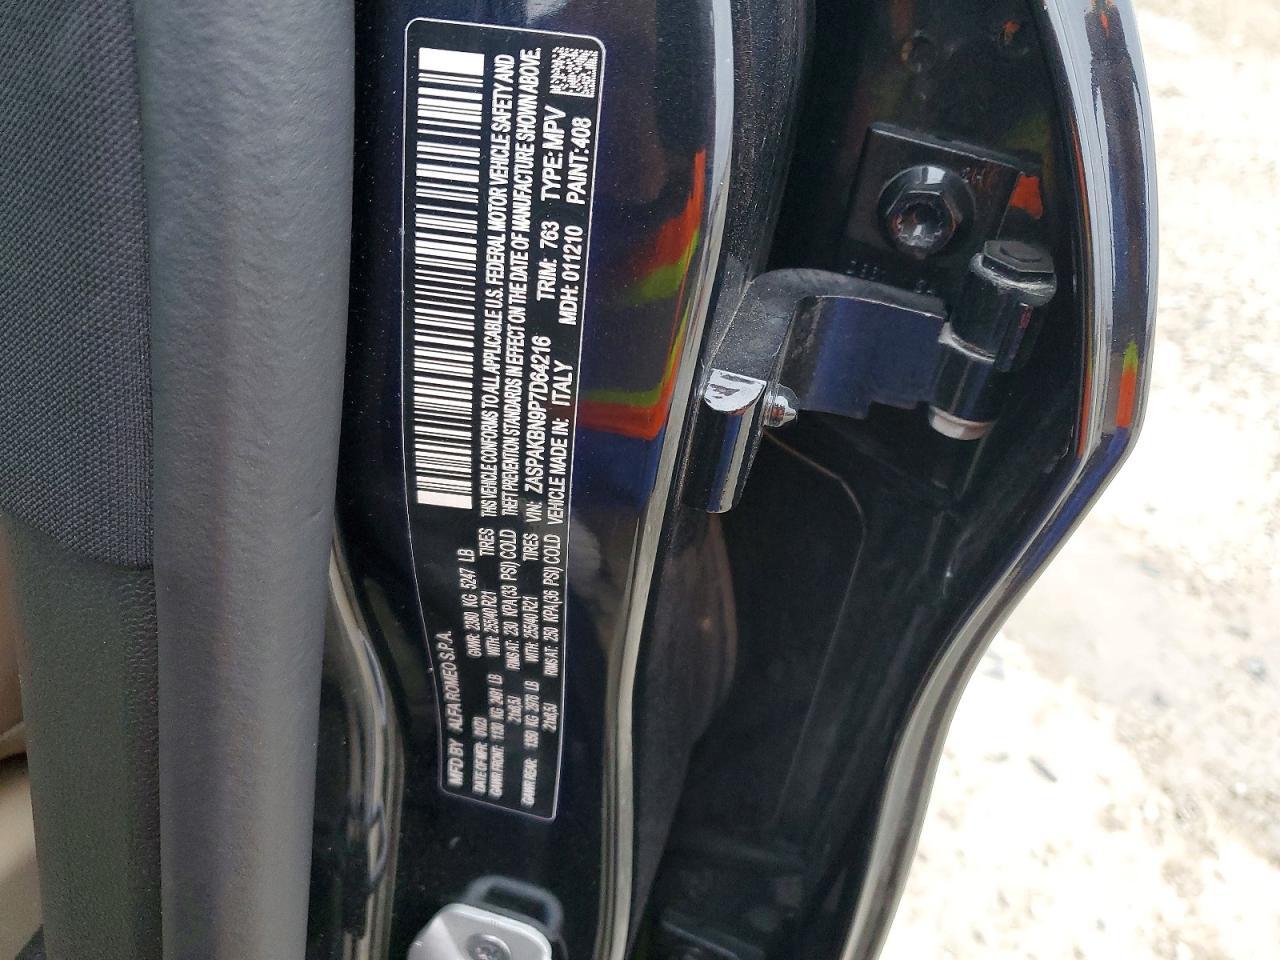 MFD BY ALFA ROMEO S.P.A.
DATE OF MFR: 01/23 GVWR: 2380 KG 5247 LB
GAWR FRONT: 1130 KG 2491 LB WITH: 255/40 R21 TIRES
21x8,5J RIMS AT: 230 KPA(33 PSI) COLD
GAWR REAR: 1350 KG 2976 LB WITH: 255/40 R21 TIRES
21x8,5J RIMS AT: 250 KPA(36 PSI) COLD
THIS VEHICLE CONFORMS TO ALL APPLICABLE U.S. FEDERAL MOTOR VEHICLE SAFETY AND
THEFT PREVENTION STANDARDS IN EFFECT ON THE DATE OF MANUFACTURE SHOWN ABOVE.
VIN: ZASPAKBN9P7D64216 TRIM: 763 TYPE: MPV
VEHICLE MADE IN: ITALY MDH: 011210 PAINT: 408